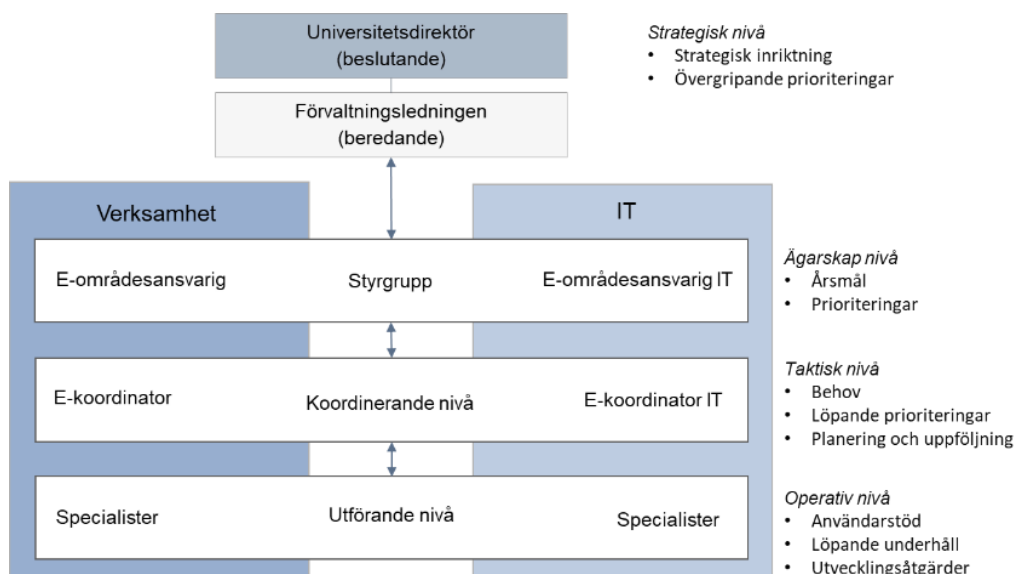 Universitetsdirektör
(beslutande)
Strategisk nivå
• Strategisk inriktning
• Övergripande prioriteringar
Förvaltningsledningen
(beredande)
Verksamhet
IT
E-områdesansvarig
Styrgrupp
E-områdesansvarig IT
Ägarskap nivå
• Årsmål
• Prioriteringar
E-koordinator
Koordinerande nivå
E-koordinator IT
Taktisk nivå
• Behov
• Löpande prioriteringar
• Planering och uppföljning
Specialister
Utförande nivå
Specialister
Operativ nivå
• Användarstöd
• Löpande underhåll
• Utvecklingsåtgärder